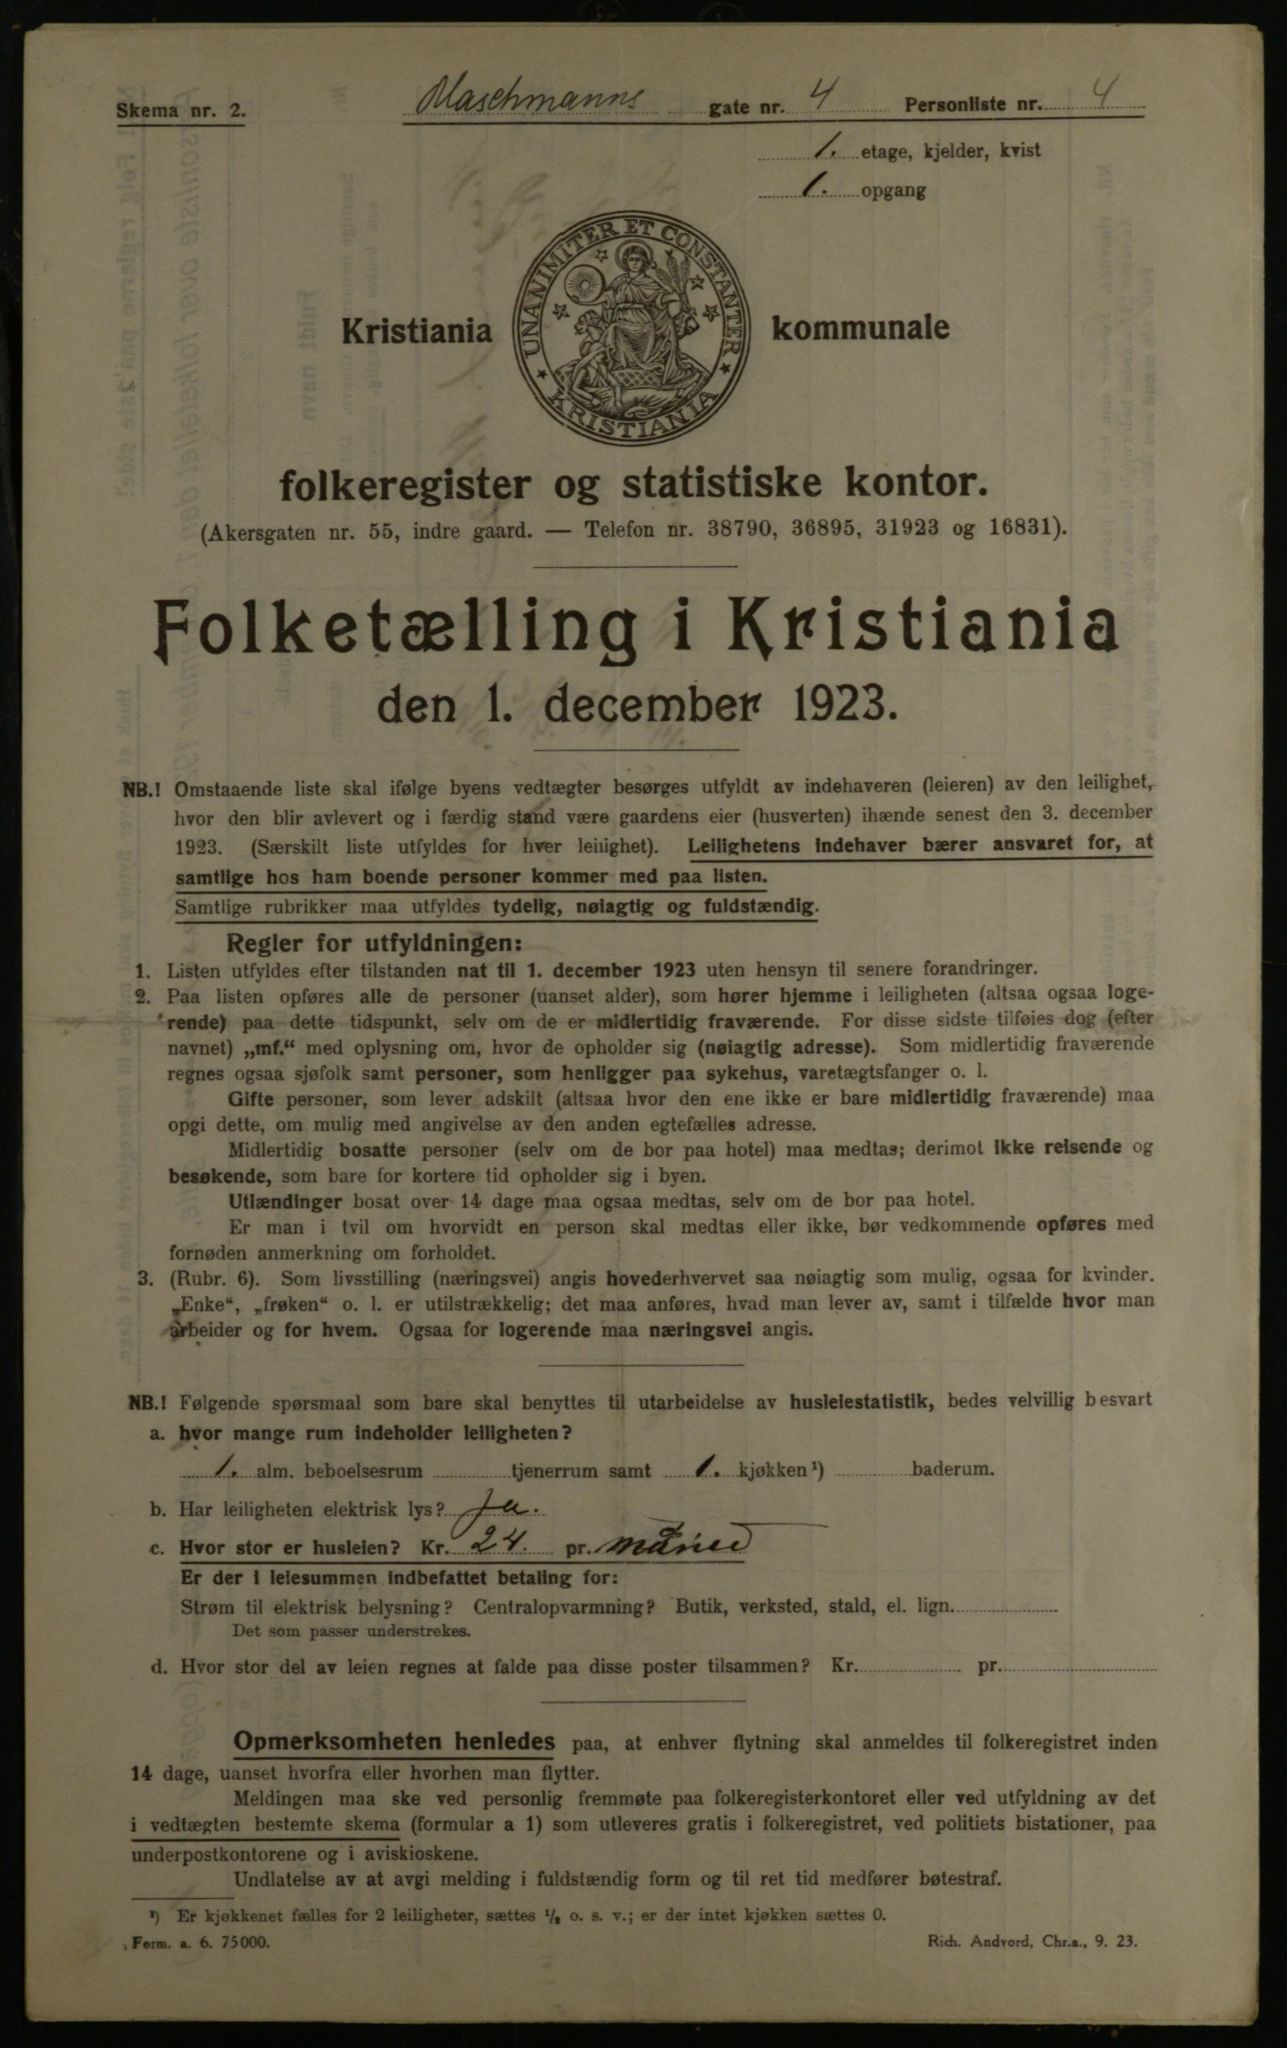 Skema nr. 2.
Maschmanns gate nr. 4 Personliste nr. 4
1. etage, kjelder, kvist
1. opgang
UNANIMITER ET CONSTANTER
KRISTIANIA
Kristiania kommunale
folkeregister og statistiske kontor.
(Akersgaten nr. 55, indre gaard. — Telefon nr. 38790, 36895, 31923 og 16831).
Folketælling i Kristiania
den 1. december 1923.
NB.! Omstaaende liste skal ifølge byens vedtægter besørges utfyldt av indehaveren (leieren) av den leilighet,
hvor den blir avlevert og i færdig stand være gaardens eier (husverten) ihænde senest den 3. december
1923. (Særskilt liste utfyldes for hver leilighet). Leilighetens indehaver bærer ansvaret for, at
samtlige hos ham boende personer kommer med paa listen.
Samtlige rubrikker maa utfyldes tydelig, nøiagtig og fuldstændig.
Regler for utfyldningen:
1. Listen utfyldes efter tilstanden nat til 1. december 1923 uten hensyn til senere forandringer.
2. Paa listen opføres alle de personer (uanset alder), som hører hjemme i leiligheten (altsaa ogsaa loge-
rende) paa dette tidspunkt, selv om de er midlertidig fraværende. For disse sidste tilføies dog (efter
navnet) „mf.“ med oplysning om, hvor de opholder sig (nøiagtig adresse). Som midlertidig fraværende
regnes ogsaa sjøfolk samt personer, som henligger paa sykehus, varetægtsfanger o. l.
Gifte personer, som lever adskilt (altsaa hvor den ene ikke er bare midlertidig fraværende) maa
opgi dette, om mulig med angivelse av den anden egtefælles adresse.
Midlertidig bosatte personer (selv om de bor paa hotel) maa medtas; derimot ikke reisende og
besøkende, som bare for kortere tid opholder sig i byen.
Utlændinger bosat over 14 dage maa ogsaa medtas, selv om de bor paa hotel.
Er man i tvil om hvorvidt en person skal medtas eller ikke, bør vedkommende opføres med
fornøden anmerkning om forholdet.
3. (Rubr. 6). Som livsstilling (næringsvei) angis hovederhvervet saa nøiagtig som mulig, ogsaa for kvinder.
„Enke“, „frøken“ o. l. er utilstrækkelig; det maa anføres, hvad man lever av, samt i tilfælde hvor man
arbeider og for hvem. Ogsaa for logerende maa næringsvei angis.
NB.! Følgende spørsmaal som bare skal benyttes til utarbeidelse av husleiestatistik, bedes velvillig besvart
a. hvor mange rum indeholder leiligheten?
1. alm. beboelsesrum tjenerrum samt 1. kjøkken ¹) baderum.
b. Har leiligheten elektrisk lys? Ja.
c. Hvor stor er husleien? Kr. 24. pr. måned
Er der i leiesummen indbefattet betaling for:
Strøm til elektrisk belysning? Centralopvarmning? Butik, verksted, stald, el. lign.
Det som passer understrekes.
d. Hvor stor del av leien regnes at falde paa disse poster tilsammen? Kr. pr.
Opmerksomheten henledes paa, at enhver flytning skal anmeldes til folkeregistret inden
14 dage, uanset hvorfra eller hvorhen man flytter.
Meldingen maa ske ved personlig fremmøte paa folkeregisterkontoret eller ved utfyldning av det
i vedtægten bestemte skema (formular a 1) som utleveres gratis i folkeregistret, ved politiets bistationer, paa
underpostkontorene og i aviskioskene.
Undlatelse av at avgi melding i fuldstændig form og til ret tid medfører bøtestraf.
¹) Er kjøkkenet fælles for 2 leiligheter, sættes ½ o. s. v.; er der intet kjøkken sættes 0.
Form. a. 6. 75000.
Rich. Andvord, Chr.a., 9. 23.